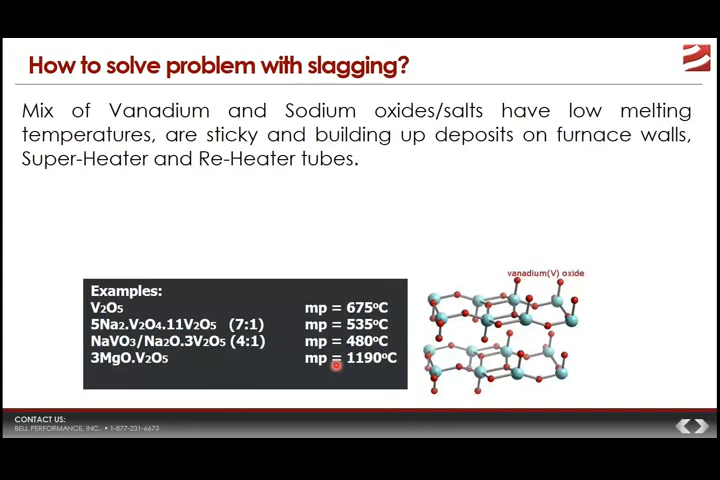 How to solve problem with slagging?
Mix of Vanadium and Sodium oxides/salts have low melting
temperatures, are sticky and building up deposits on furnace walls,
Super-Heater and Re-Heater tubes.
vanadium(V) oxide
Examples:
V2O5 mp = 675ºC
5Na2.V2O4.11V2O5 (7:1) mp = 535ºC
NaVO3/Na2O.3V2O5 (4:1) mp = 480ºC
3MgO.V2O5 mp = 1190ºC
CONTACT US:
BELL PERFORMANCE, INC. • 1-877-231-6673